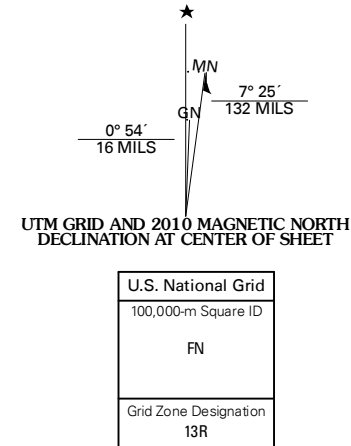 ★
MN
7° 25´
132 MILS
GN
0° 54´
16 MILS
UTM GRID AND 2010 MAGNETIC NORTH
DECLINATION AT CENTER OF SHEET
U.S. National Grid
100,000-m Square ID
FN
Grid Zone Designation
13R